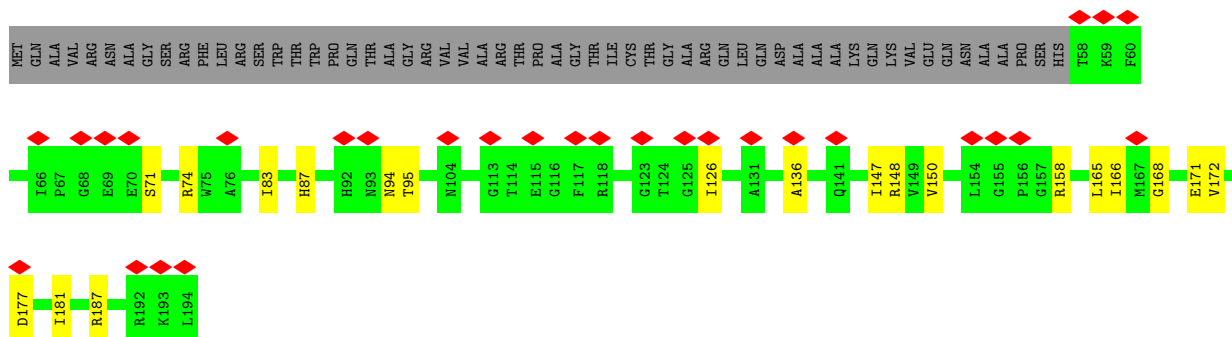 MET
GLN
ALA
VAL
ARG
ASN
ALA
GLY
SER
ARG
PHE
LEU
ARG
SER
TRP
THR
TRP
PRO
GLN
THR
ALA
GLY
ARG
VAL
VAL
ALA
ARG
THR
PRO
ALA
GLY
THR
ILE
CYS
THR
GLY
ALA
ARG
GLN
LEU
GLN
ASP
ALA
ALA
ALA
LYS
GLN
LYS
VAL
GLU
GLN
ASN
ALA
ALA
PRO
SER
HIS
T58
K59
F60
I66
P67
G68
E69
E70
S71
R74
W75
A76
I83
H87
H92
N93
N94
T95
N104
G113
T114
E115
G116
F117
R118
G123
T124
G125
I126
A131
A136
Q141
I147
R148
V149
V150
L154
G155
P156
G157
R158
L165
I166
M167
G168
E171
V172
D177
I181
R187
R192
K193
L194